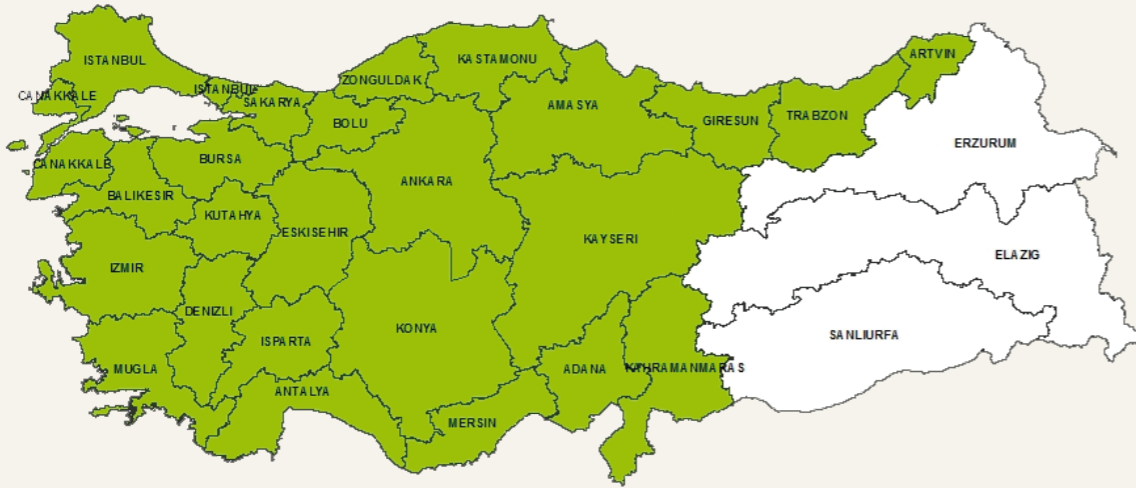 ISTANBUL
KASTAMONU
ARTVIN
ZONGULDAK
CANAKKALE
ISTANBUL
SAKARYA
AMASYA
BOLU
GIRESUN
TRABZON
ERZURUM
CANAKKALE
BURSA
ANKARA
BALIKESIR
KUTAHYA
ESKISEHIR
KAYSERI
ELAZIG
IZMIR
DENIZLI
KONYA
SANLIURFA
ISPARTA
MUGLA
ADANA
KAHRAMANMARAS
ANTALYA
MERSIN